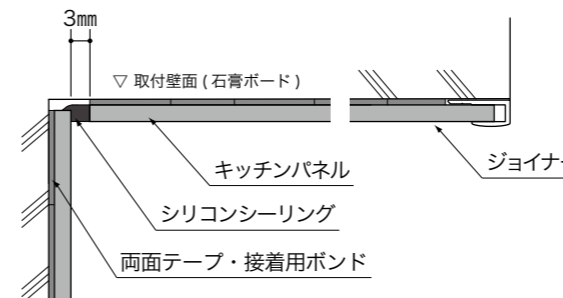 3mm
▽ 取付壁面 ( 石膏ボード )
ジョイナー
キッチンパネル
シリコンシーリング
両面テープ・接着用ボンド